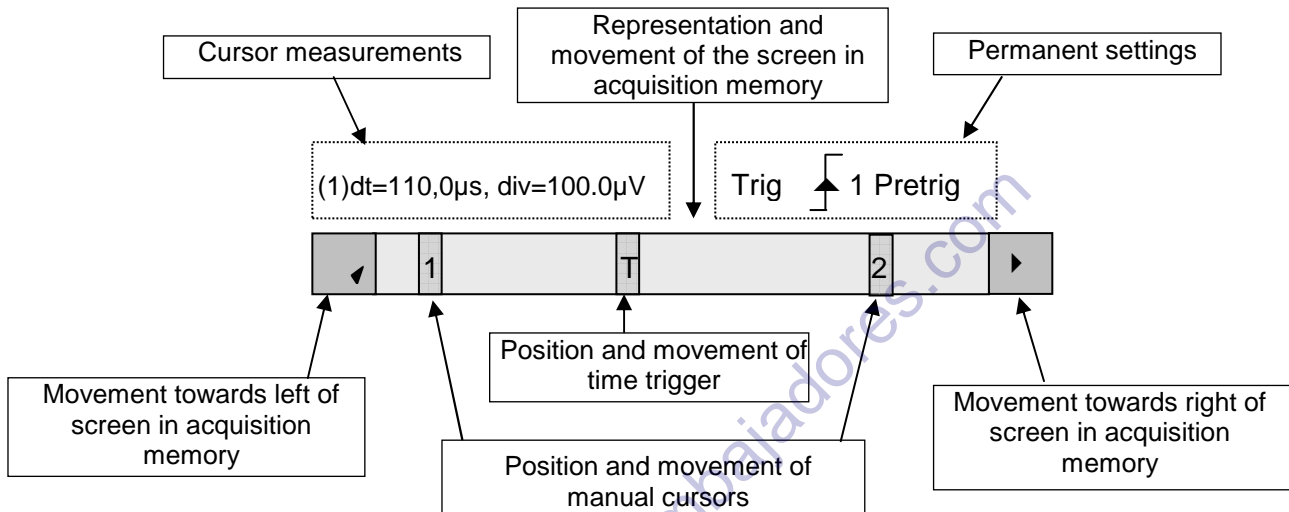 Representation and
movement of the screen in
acquisition memory
Cursor measurements
Permanent settings
(1)dt=110,0µs, div=100.0µV
Trig 1 Pretrig
1
T
2
Position and movement of
time trigger
Movement towards left of
screen in acquisition
memory
Movement towards right of
screen in acquisition
memory
Position and movement of
manual cursors
mbajadores.com